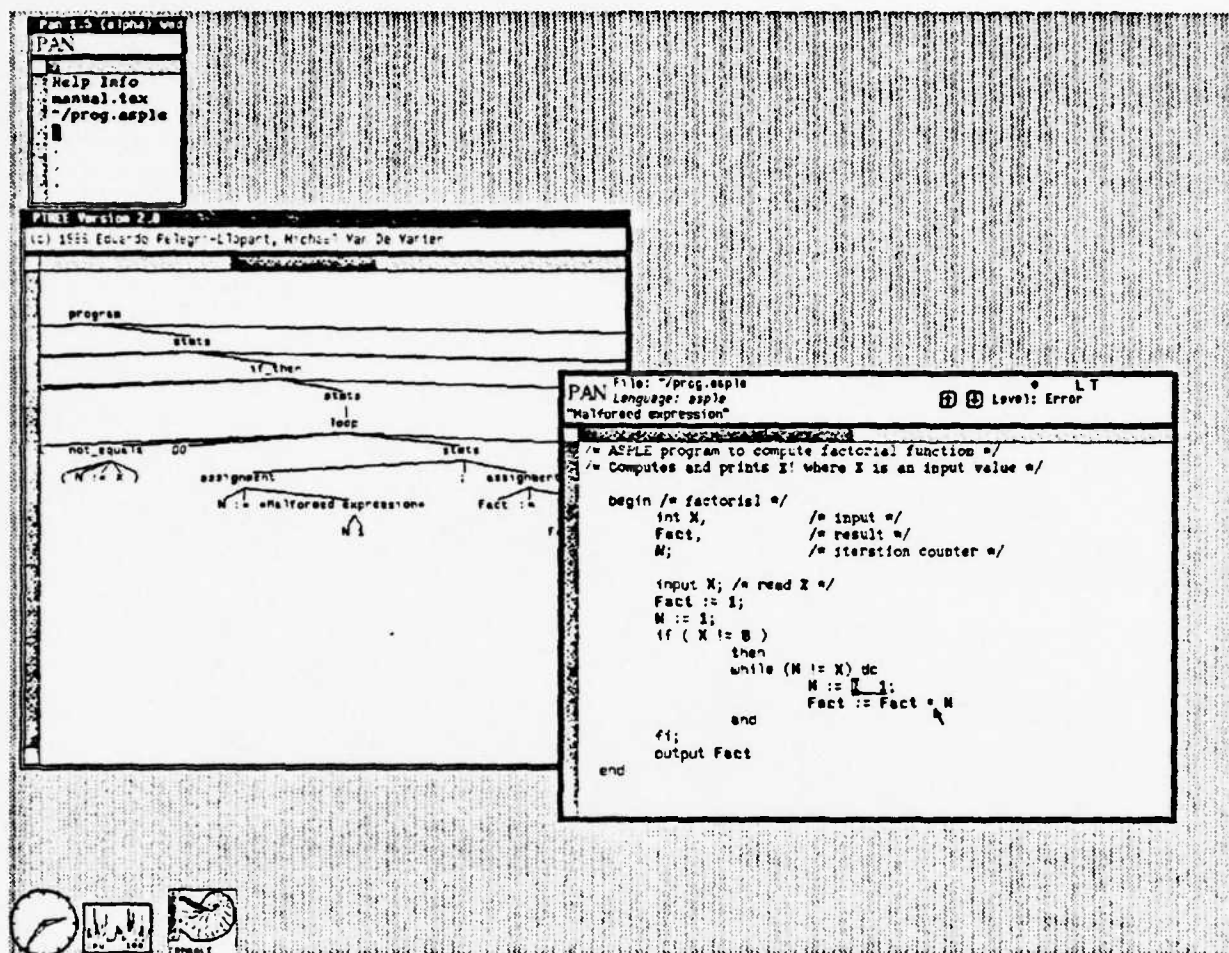 Pan 1.5 (alpha)
PAN
Help Info
manual.tex
~/prog.asple
PTREE Version 2.0
(c) 1986 Eduardo Pelegri-Llopart, Michael Van De Vanter
program
stats
if_then
stats
loop
not_equals DO stats
( N != X ) assignment ; assignment
N := «Malformed Expression» Fact :=
N 1
PAN File: ~/prog.asple L T
Language: asple Level: Error
"Malformed expression"
/* ASPLE program to compute factorial function */
/* Computes and prints X! where X is an input value */
begin /* factorial */
int X, /* input */
Fact, /* result */
N; /* iteration counter */
input X; /* read X */
Fact := 1;
N := 1;
if ( X != 0 )
then
while (N != X) do
N := N 1;
Fact := Fact * N
end
fi;
output Fact
end